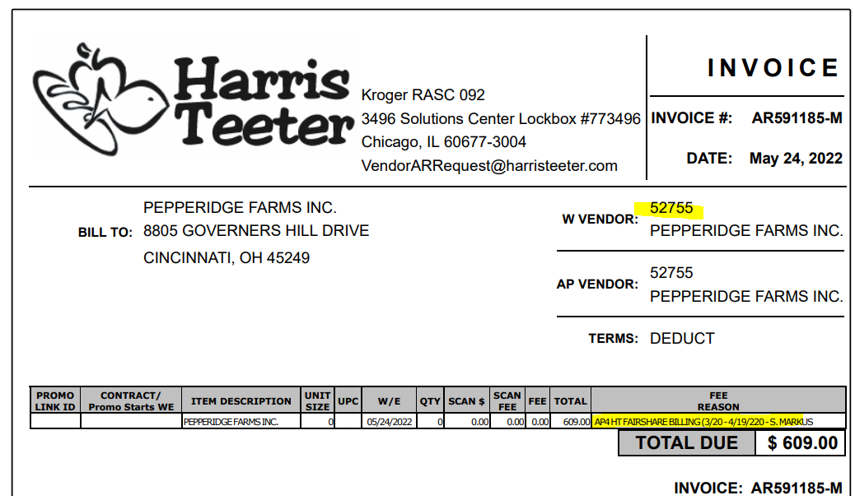 Harris
Teeter
Kroger RASC 092
3496 Solutions Center Lockbox #773496
Chicago, IL 60677-3004
VendorARRequest@harristeeter.com
INVOICE
INVOICE #: AR591185-M
DATE: May 24, 2022
BILL TO:
PEPPERIDGE FARMS INC.
8805 GOVERNERS HILL DRIVE
CINCINNATI, OH 45249
W VENDOR:
52755
PEPPERIDGE FARMS INC.
AP VENDOR:
52755
PEPPERIDGE FARMS INC.
TERMS: DEDUCT
PROMO LINK ID CONTRACT/ Promo Starts WE ITEM DESCRIPTION UNIT SIZE UPC W/E QTY SCAN $ SCAN FEE FEE TOTAL FEE REASON
PEPPERIDGE FARMS INC. 0 05/24/2022 0 0.00 0.00 0.00 609.00 AP4 HT FAIRSHARE BILLING (3/20 - 4/19/220 - S. MARKUS
TOTAL DUE $ 609.00
INVOICE: AR591185-M